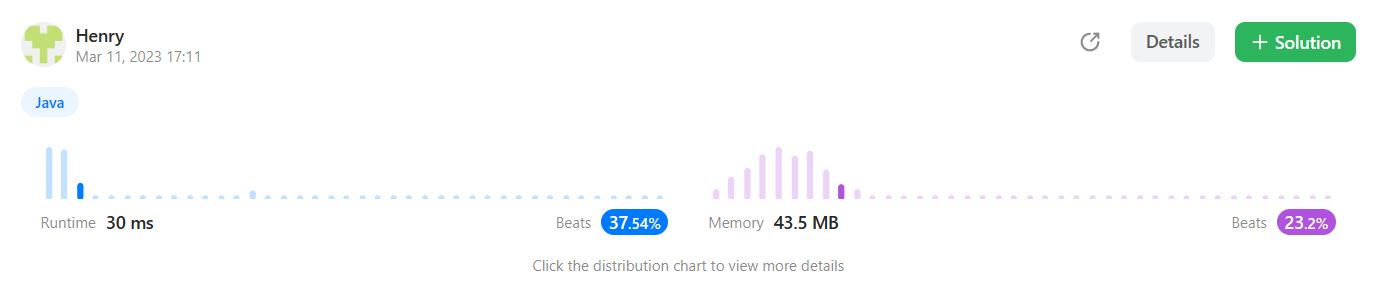 Henry
Mar 11, 2023 17:11
Details
+ Solution
Java
Runtime 30 ms Beats 37.54%
Memory 43.5 MB Beats 23.2%
Click the distribution chart to view more details